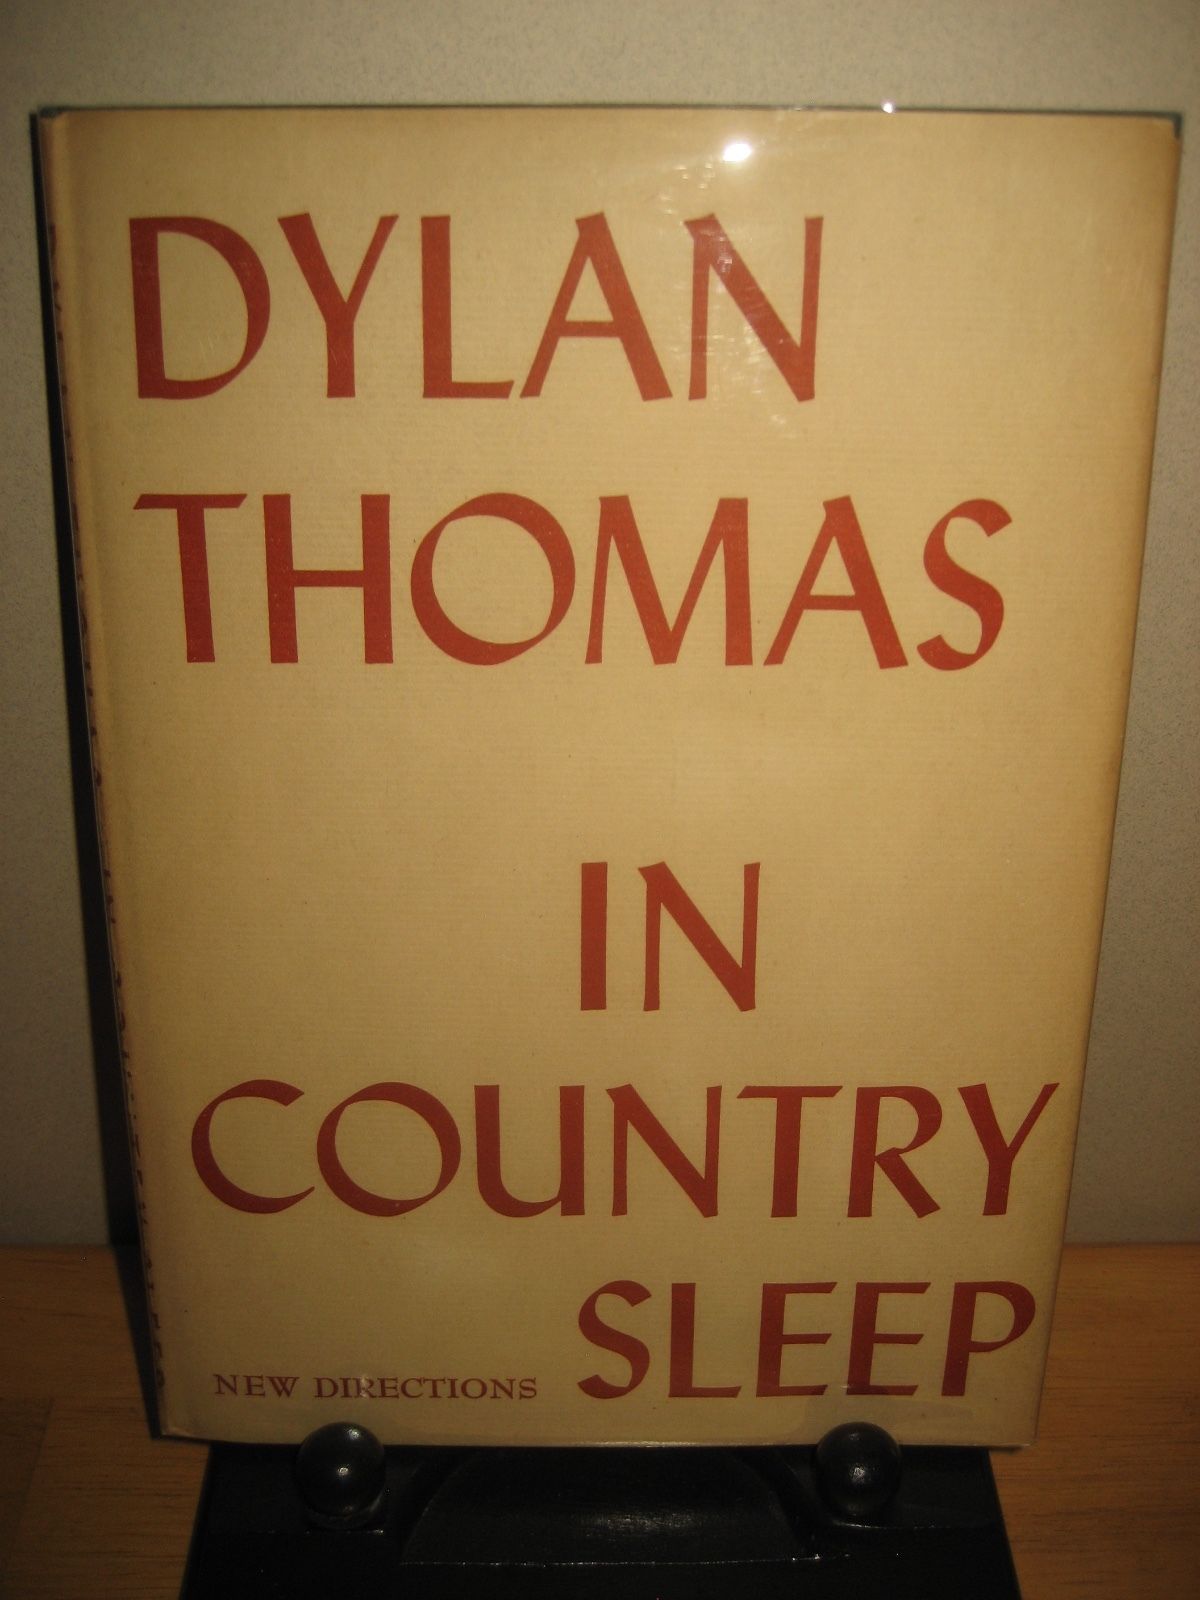 DYLAN
THOMAS
IN
COUNTRY
SLEEP
NEW DIRECTIONS